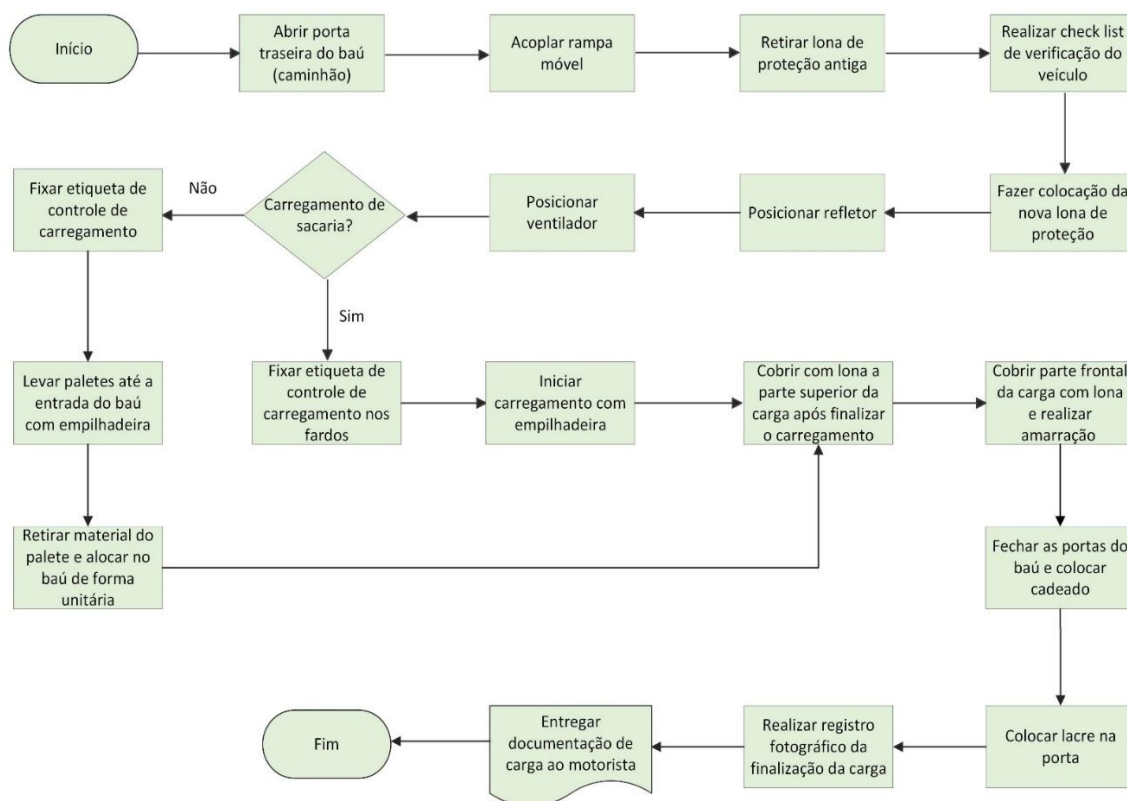 Início
Abrir porta
traseira do baú
(caminhão)
Acoplar rampa
móvel
Retirar lona de
proteção antiga
Realizar check list
de verificação do
veículo
Fixar etiqueta de
controle de
carregamento
Não
Carregamento de
sacaria?
Posicionar
ventilador
Posicionar refletor
Fazer colocação da
nova lona de
proteção
Sim
Levar paletes até a
entrada do baú
com empilhadeira
Fixar etiqueta de
controle de
carregamento nos
fardos
Iniciar
carregamento com
empilhadeira
Cobrir com lona a
parte superior da
carga após finalizar
o carregamento
Cobrir parte frontal
da carga com lona
e realizar
amarração
Retirar material do
palete e alocar no
baú de forma
unitária
Fechar as portas do
baú e colocar
cadeado
Fim
Entregar
documentação de
carga ao motorista
Realizar registro
fotográfico da
finalização da carga
Colocar lacre na
porta